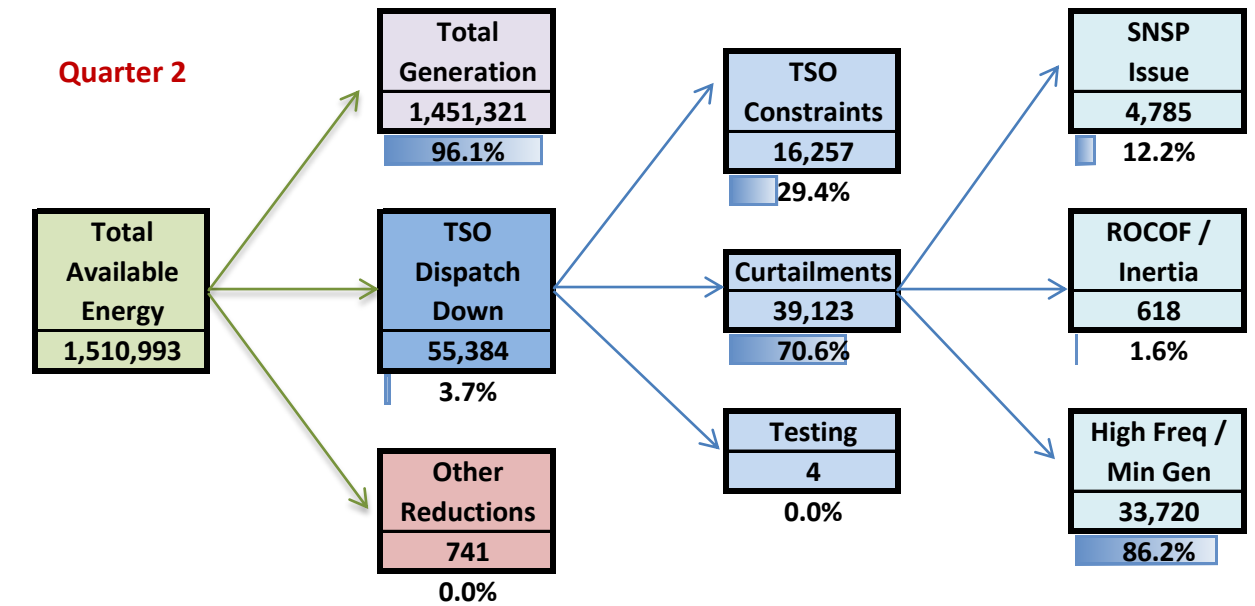 Quarter 2
Total
Available
Energy
1,510,993
Total
Generation
1,451,321
96.1%
TSO
Dispatch
Down
55,384
3.7%
Other
Reductions
741
0.0%
TSO
Constraints
16,257
29.4%
Curtailments
39,123
70.6%
Testing
4
0.0%
SNSP
Issue
4,785
12.2%
ROCOF /
Inertia
618
1.6%
High Freq /
Min Gen
33,720
86.2%